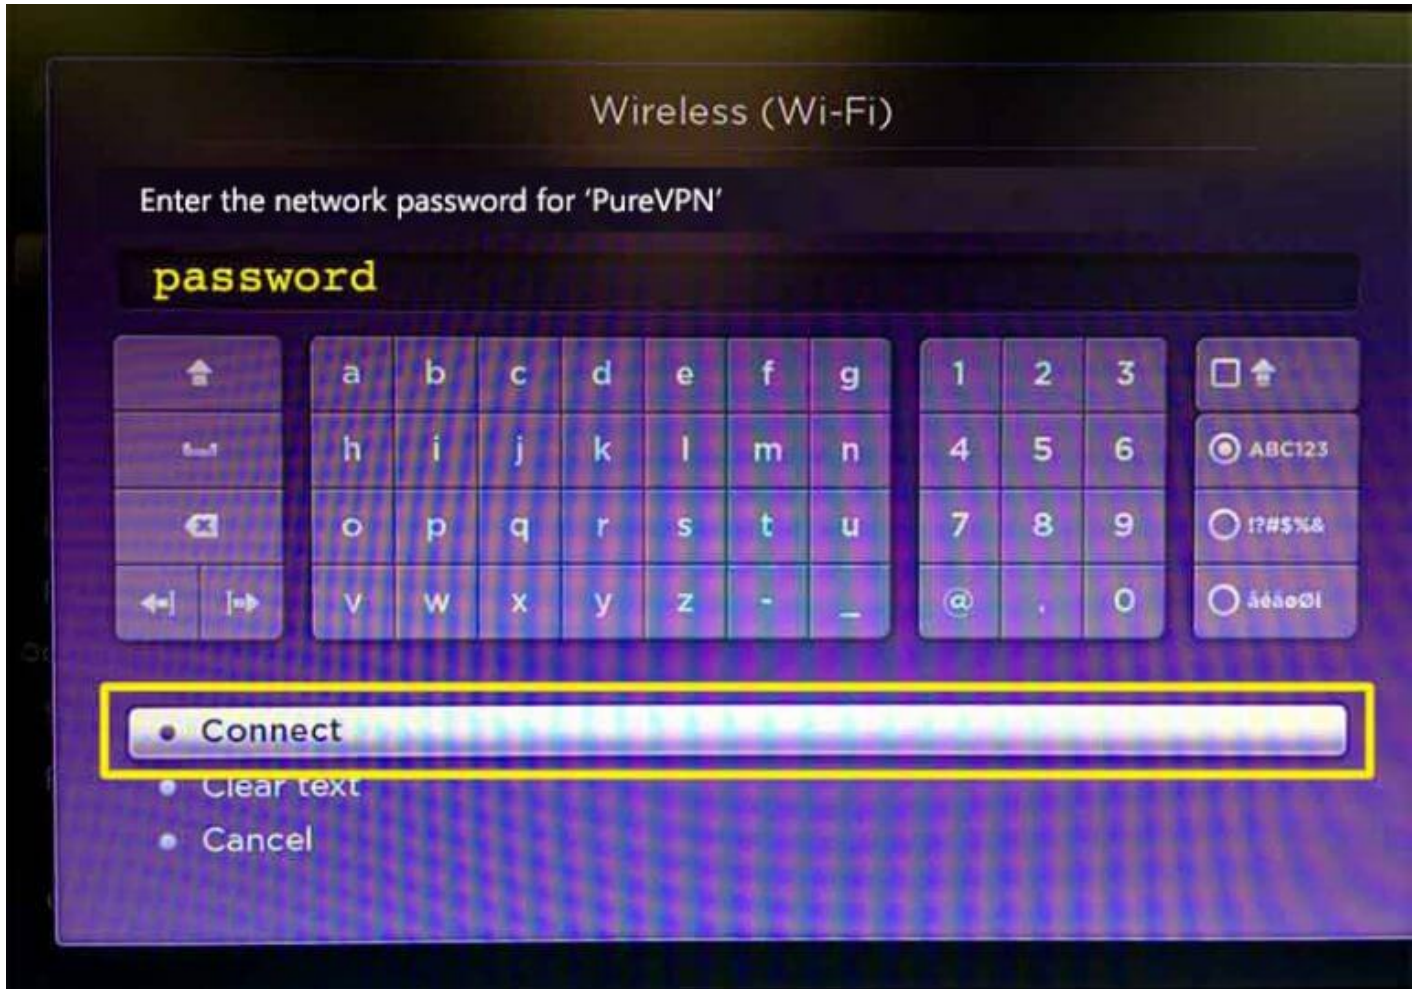 Wireless (Wi-Fi)
Enter the network password for 'PureVPN'
password
a b c d e f g 1 2 3
h i j k l m n 4 5 6 ABC123
o p q r s t u 7 8 9 !?#$%&
v w x y z - _ @ . 0
Connect
Clear text
Cancel